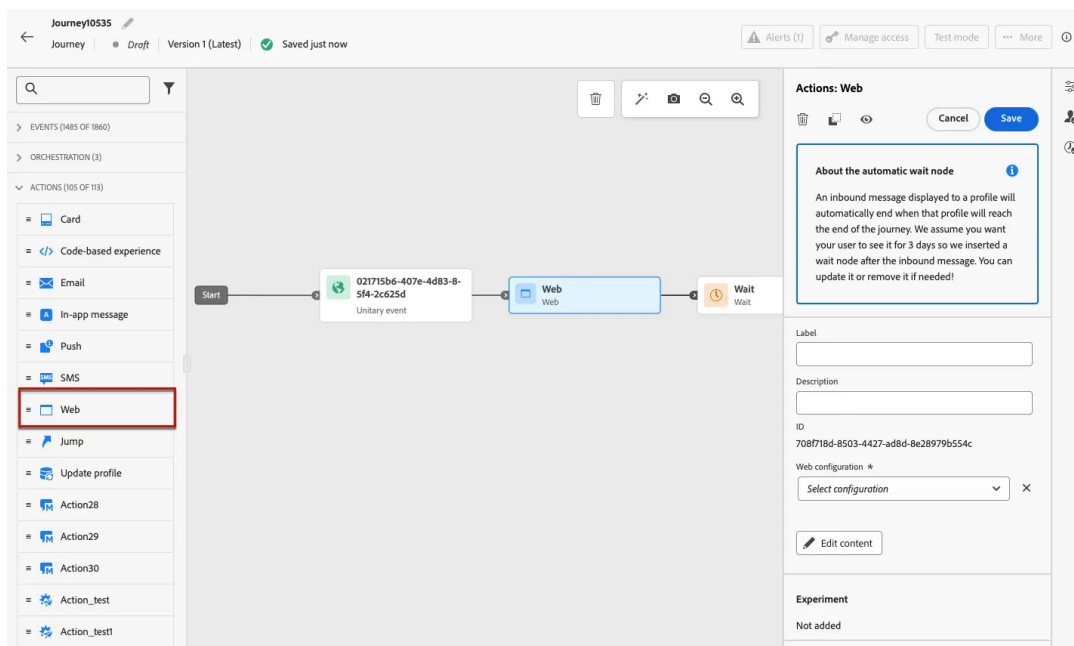 Journey10535
Journey
Draft
Version 1 (Latest)
Saved just now
Alerts (1)
Manage access
Test mode
··· More
EVENTS (1485 OF 1860)
ORCHESTRATION (3)
ACTIONS (105 OF 113)
Card
</> Code-based experience
Email
In-app message
Push
SMS
Web
Jump
Update profile
Action28
Action29
Action30
Action_test
Action_test1
Start
021715b6-407e-4d83-8-
5f4-2c625d
Unitary event
Web
Web
Wait
Wait
Actions: Web
Cancel
Save
About the automatic wait node
An inbound message displayed to a profile will
automatically end when that profile will reach
the end of the journey. We assume you want
your user to see it for 3 days so we inserted a
wait node after the inbound message. You can
update it or remove it if needed!
Label
Description
ID
708f718d-8503-4427-ad8d-8e28979b554c
Web configuration *
Select configuration
Edit content
Experiment
Not added